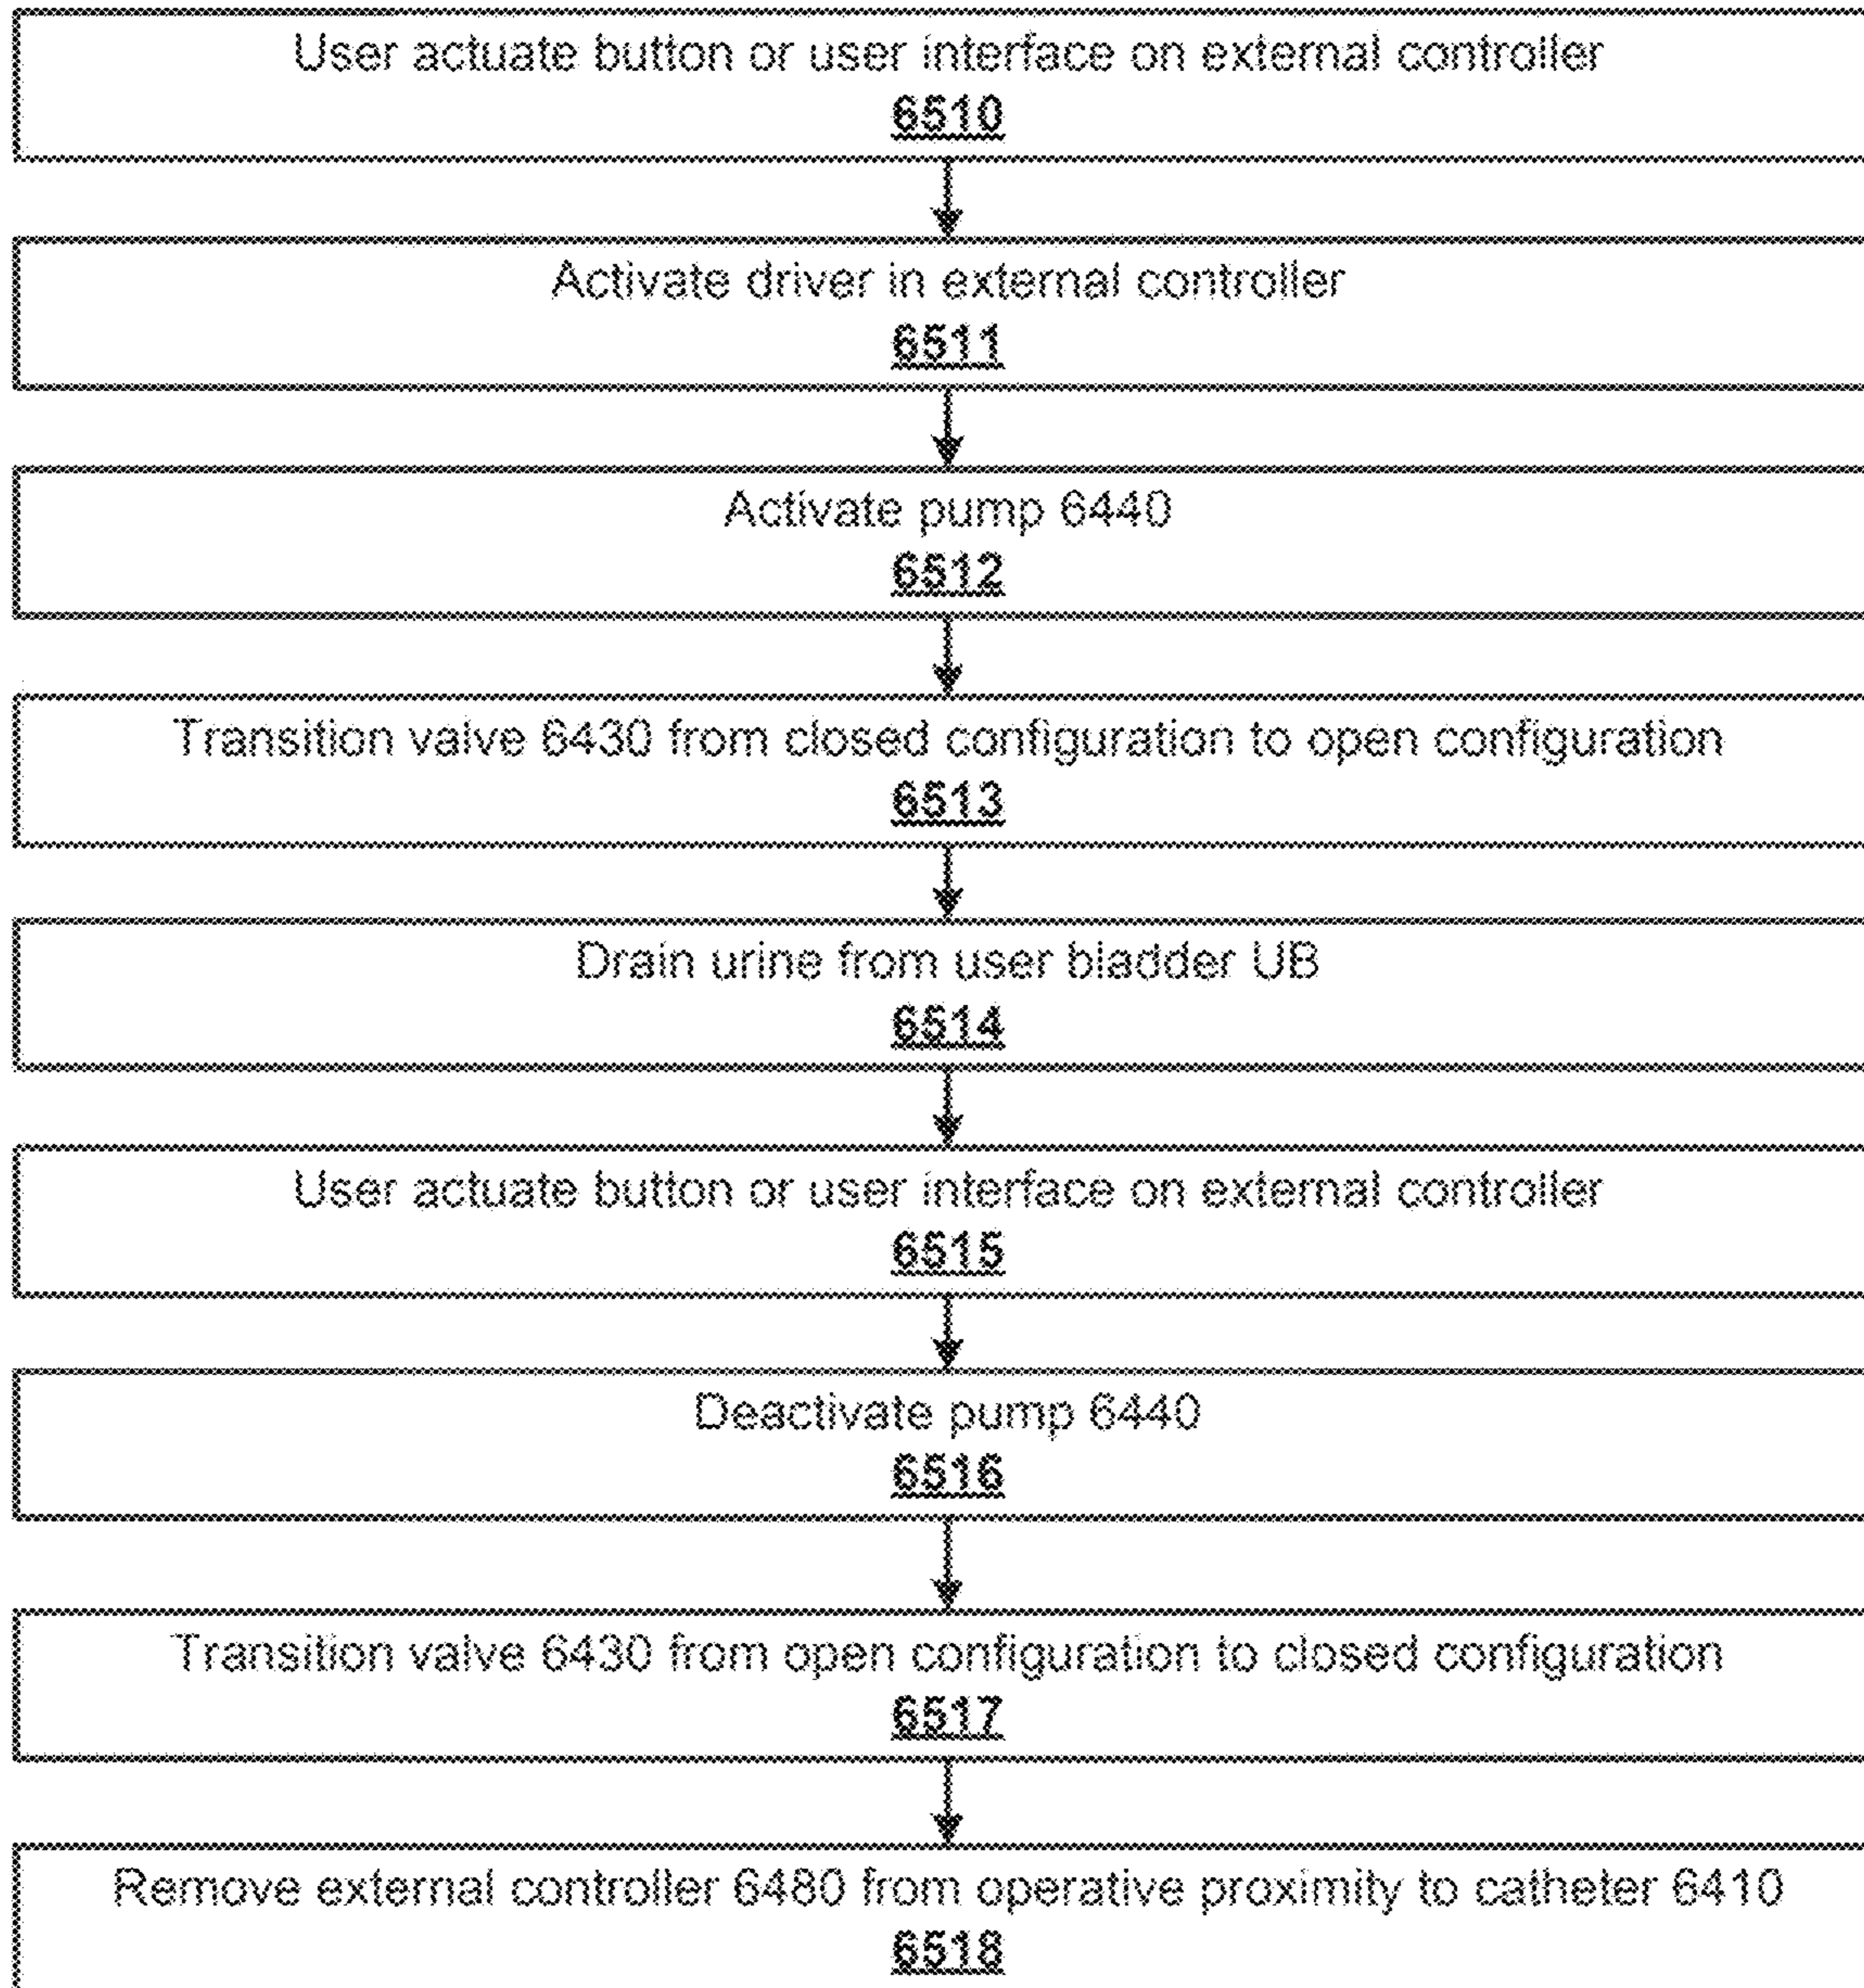 User actuate button or user interface on external controller
6510
Activate driver in external controller
6511
Activate pump 6440
6512
Transition valve 6430 from closed configuration to open configuration
6513
Drain urine from user bladder UB
6514
User actuate button or user interface on external controller
6515
Deactivate pump 6440
6516
Transition valve 6430 from open configuration to closed configuration
6517
Remove external controller 6480 from operative proximity to catheter 6410
6518